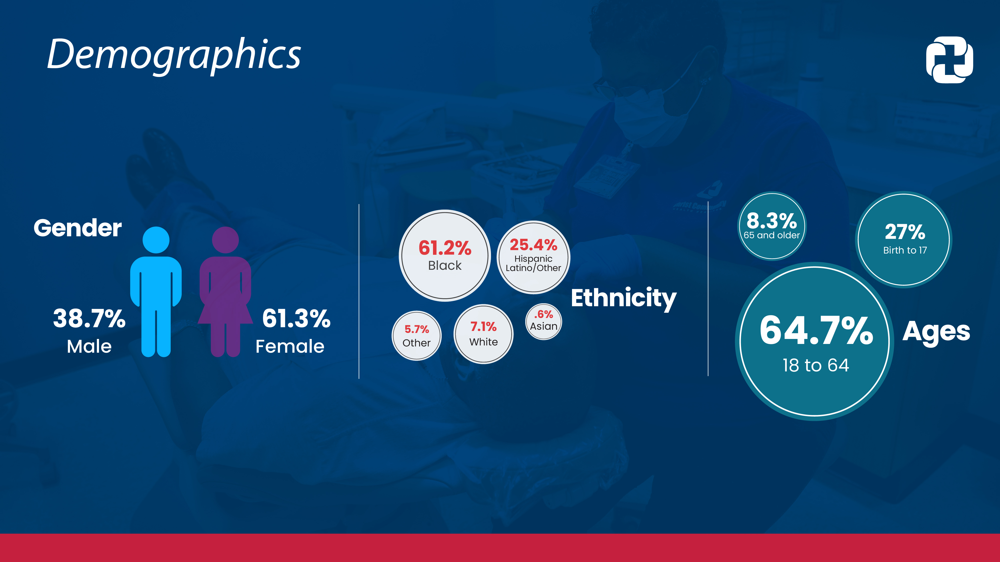 Demographics
Gender
38.7%
Male
61.3%
Female
61.2%
Black
25.4%
Hispanic
Latino/Other
5.7%
Other
7.1%
White
.6%
Asian
Ethnicity
8.3%
65 and older
27%
Birth to 17
64.7%
18 to 64
Ages